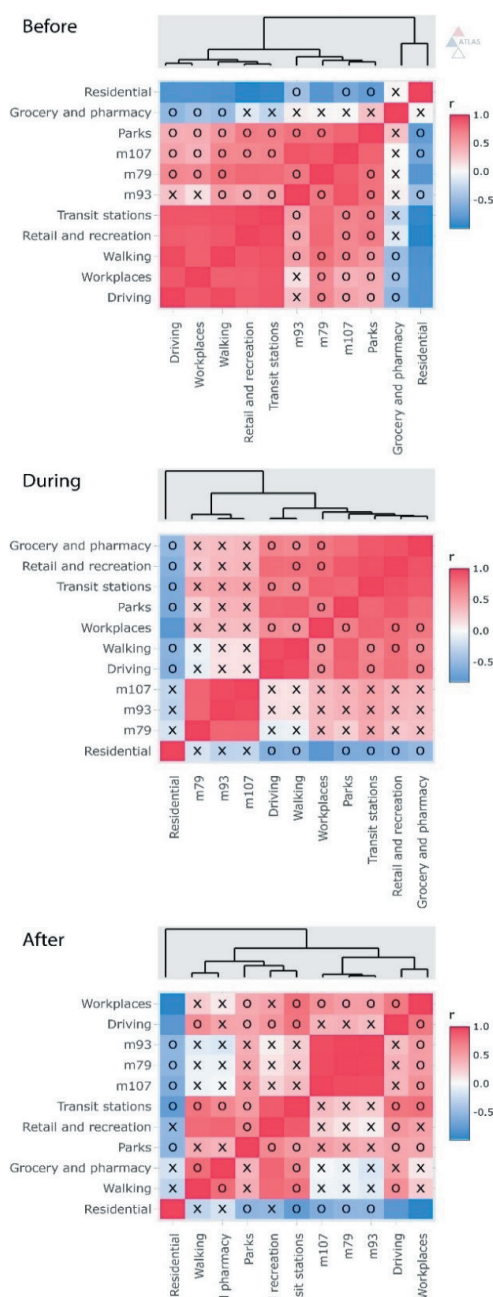 Before
ATLAS
Residential
Grocery and pharmacy
Parks
m107
m79
m93
Transit stations
Retail and recreation
Walking
Workplaces
Driving
r
1.0
0.5
0
-0.5
Driving
Workplaces
Walking
Retail and recreation
Transit stations
m93
m79
m107
Parks
Grocery and pharmacy
Residential
During
Grocery and pharmacy
Retail and recreation
Transit stations
Parks
Workplaces
Walking
Driving
m107
m93
m79
Residential
r
1.0
0.5
0
-0.5
Residential
m79
m93
m107
Driving
Walking
Workplaces
Parks
Transit stations
Retail and recreation
Grocery and pharmacy
After
Workplaces
Driving
m93
m79
m107
Transit stations
Retail and recreation
Parks
Grocery and pharmacy
Walking
Residential
r
1.0
0.5
0
-0.5
Residential
Walking
d pharmacy
Parks
recreation
sit stations
m107
m79
m93
Driving
Workplaces